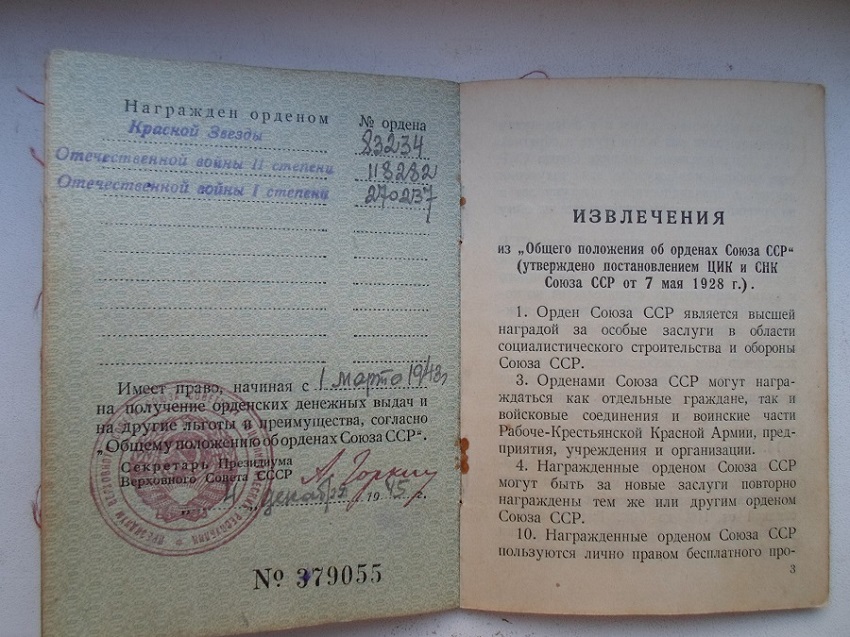 Награжден орденом
№ ордена
Красной Звезды
83234
Отечественной войны II степени
118282
Отечественной войны I степени
270237
Имеет право, начиная с 1 марта 1943г
на получение орденских денежных выдач и
на другие льготы и преимущества, согласно
„Общему положению об орденах Союза ССР“.
Секретарь Президиума
Верховного Совета СССР
А. Горкин
„ 4 “ декабря 1945 г.
№ 379055
ИЗВЛЕЧЕНИЯ
из „Общего положения об орденах Союза ССР“
(утверждено постановлением ЦИК и СНК
Союза ССР от 7 мая 1928 г.).
1. Орден Союза ССР является высшей
наградой за особые заслуги в области
социалистического строительства и обороны
Союза ССР.
3. Орденами Союза ССР могут награ-
ждаться как отдельные граждане, так и
войсковые соединения и воинские части
Рабоче-Крестьянской Красной Армии, пред-
приятия, учреждения и организации.
4. Награжденные орденом Союза ССР
могут быть за новые заслуги повторно
награждены тем же или другим орденом
Союза ССР.
10. Награжденные орденом Союза ССР
пользуются лично правом бесплатного про-
3